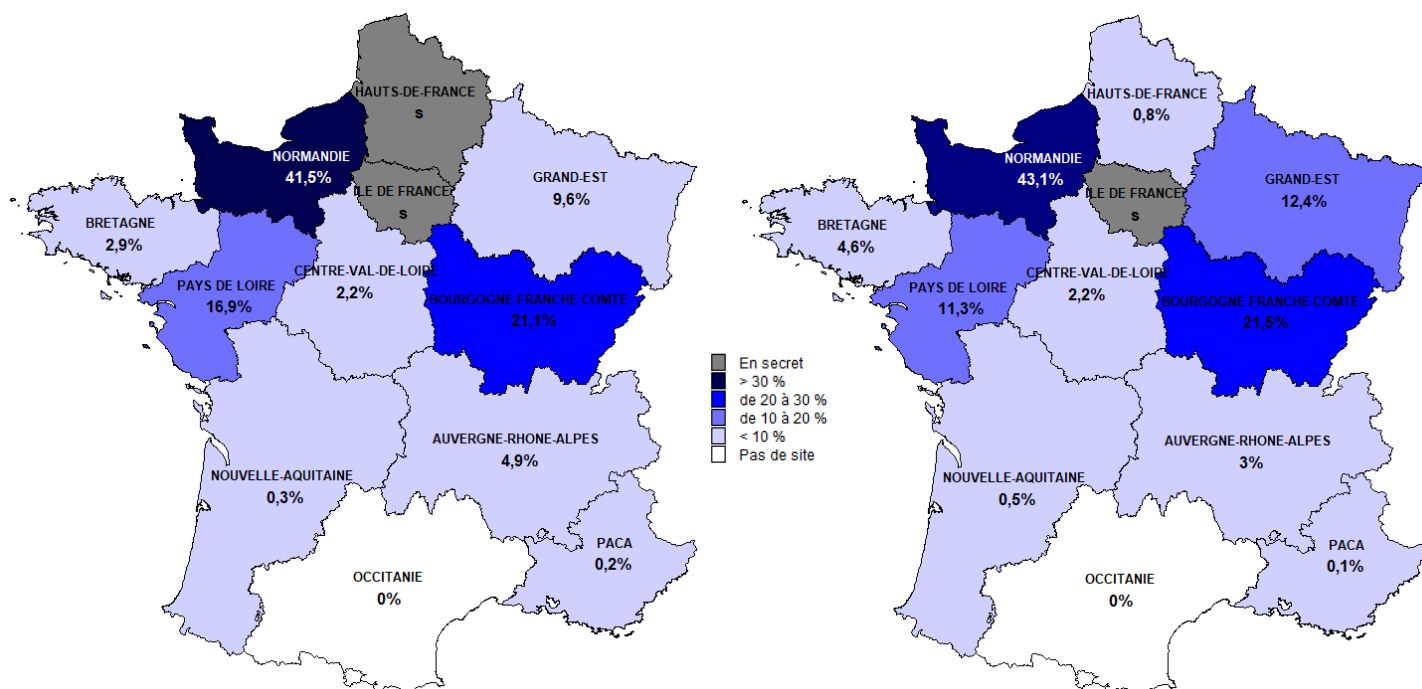 HAUTS-DE-FRANCE
s
NORMANDIE
41,5%
ILE DE FRANCE
s
GRAND-EST
9,6%
BRETAGNE
2,9%
PAYS DE LOIRE
16,9%
CENTRE-VAL-DE-LOIRE
2,2%
BOURGOGNE-FRANCHE COMTE
21,1%
AUVERGNE-RHONE-ALPES
4,9%
NOUVELLE-AQUITAINE
0,3%
PACA
0,2%
OCCITANIE
0%
En secret
> 30 %
de 20 à 30 %
de 10 à 20 %
< 10 %
Pas de site
HAUTS-DE-FRANCE
0,8%
NORMANDIE
43,1%
ILE DE FRANCE
s
GRAND-EST
12,4%
BRETAGNE
4,6%
PAYS DE LOIRE
11,3%
CENTRE-VAL-DE-LOIRE
2,2%
BOURGOGNE-FRANCHE COMTE
21,5%
AUVERGNE-RHONE-ALPES
3%
NOUVELLE-AQUITAINE
0,5%
PACA
0,1%
OCCITANIE
0%